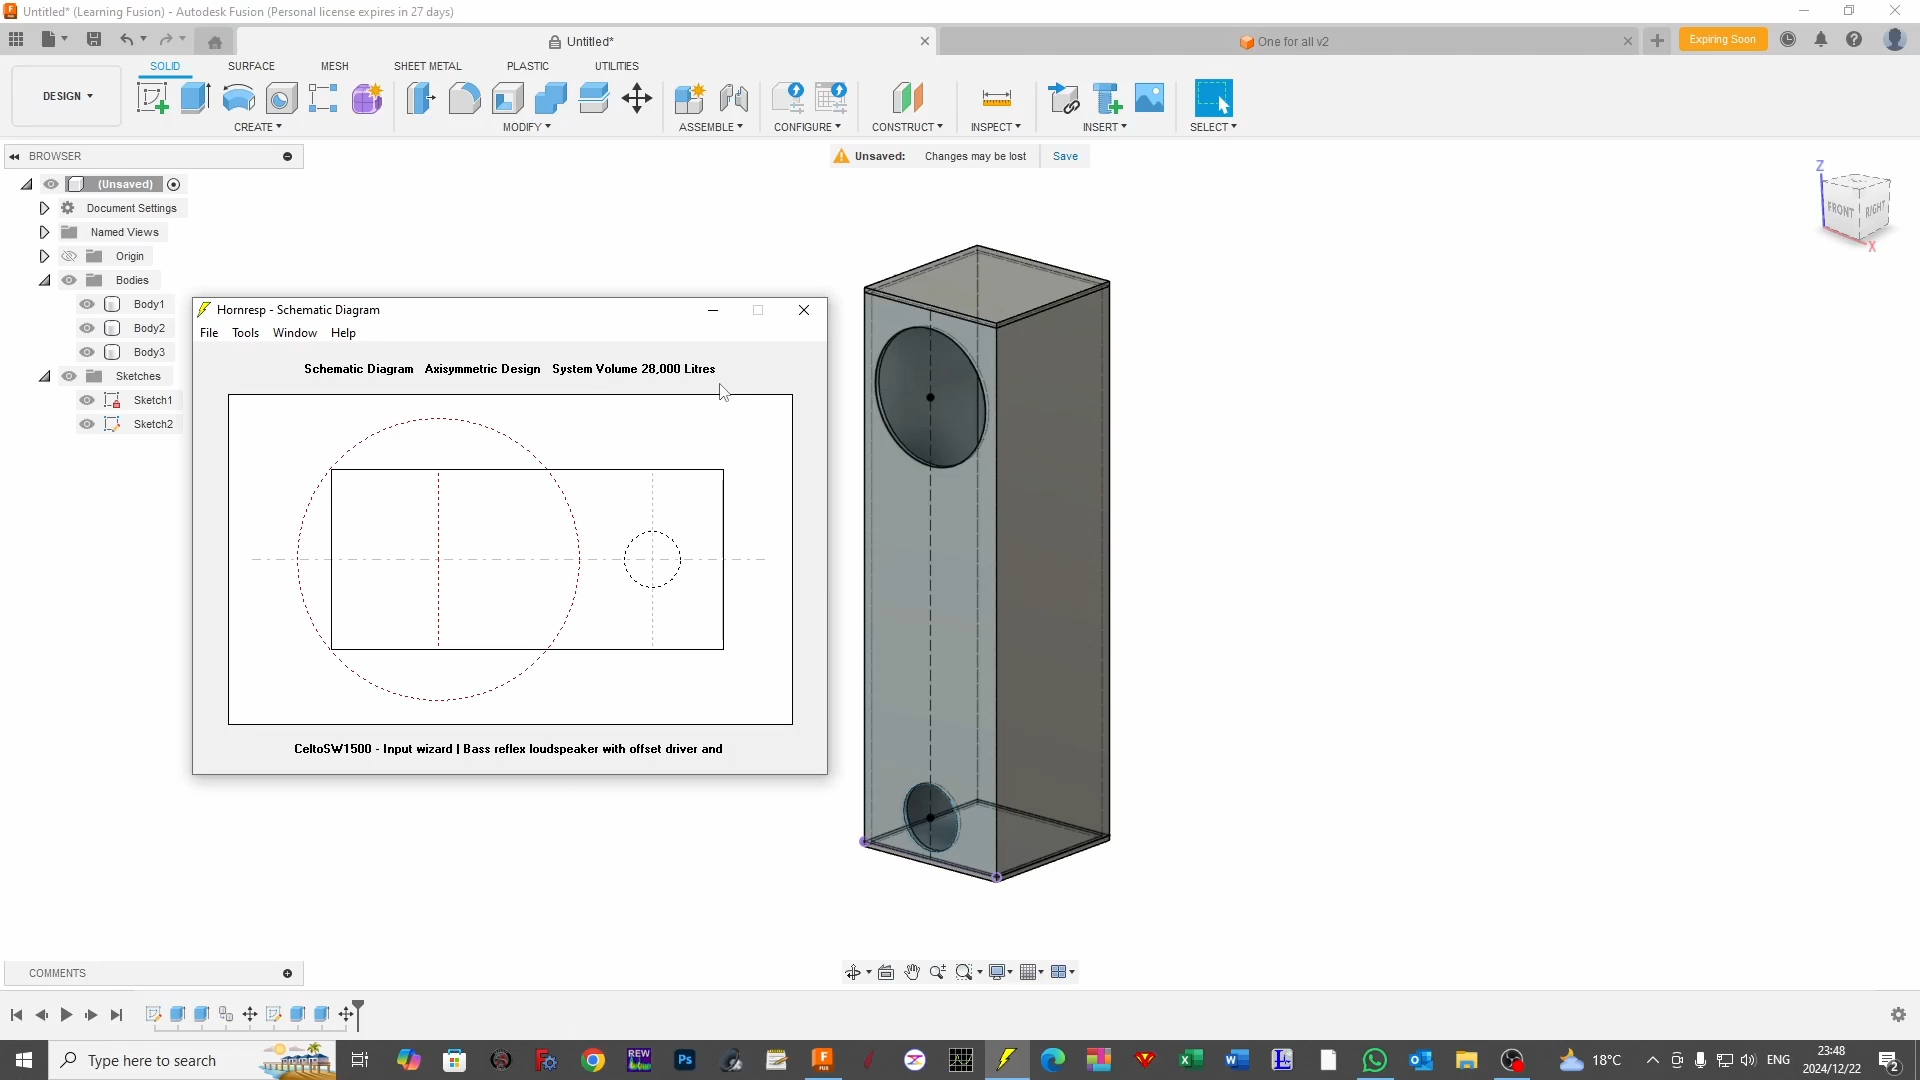 Untitled* (Learning Fusion) - Autodesk Fusion (Personal license expires in 27 days)
Untitled*
One for all v2
Expiring Soon
SOLID
SURFACE
MESH
SHEET METAL
PLASTIC
UTILITIES
DESIGN
CREATE
MODIFY
ASSEMBLE
CONFIGURE
CONSTRUCT
INSPECT
INSERT
SELECT
BROWSER
Unsaved: Changes may be lost Save
(Unsaved)
Document Settings
Named Views
Origin
Bodies
Body1
Body2
Body3
Sketches
Sketch1
Sketch2
Z
FRONT
RIGHT
X
Hornresp - Schematic Diagram
File Tools Window Help
Schematic Diagram Axisymmetric Design System Volume 28,000 Litres
CeltoSW1500 - Input wizard | Bass reflex loudspeaker with offset driver and
COMMENTS
Type here to search
REW
Ps
F
FUS
18°C
ENG
23:48
2024/12/22
2